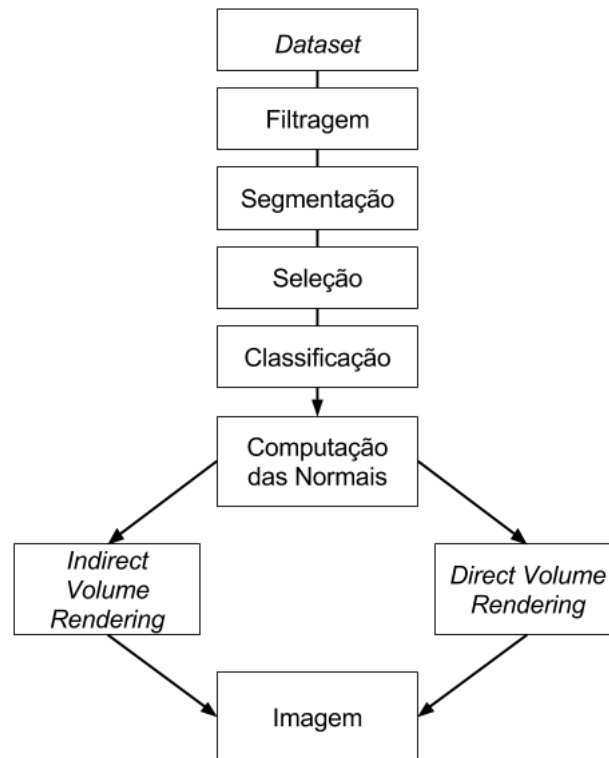 Dataset
Filtragem
Segmentação
Seleção
Classificação
Computação
das Normais
Indirect
Volume
Rendering
Direct Volume
Rendering
Imagem